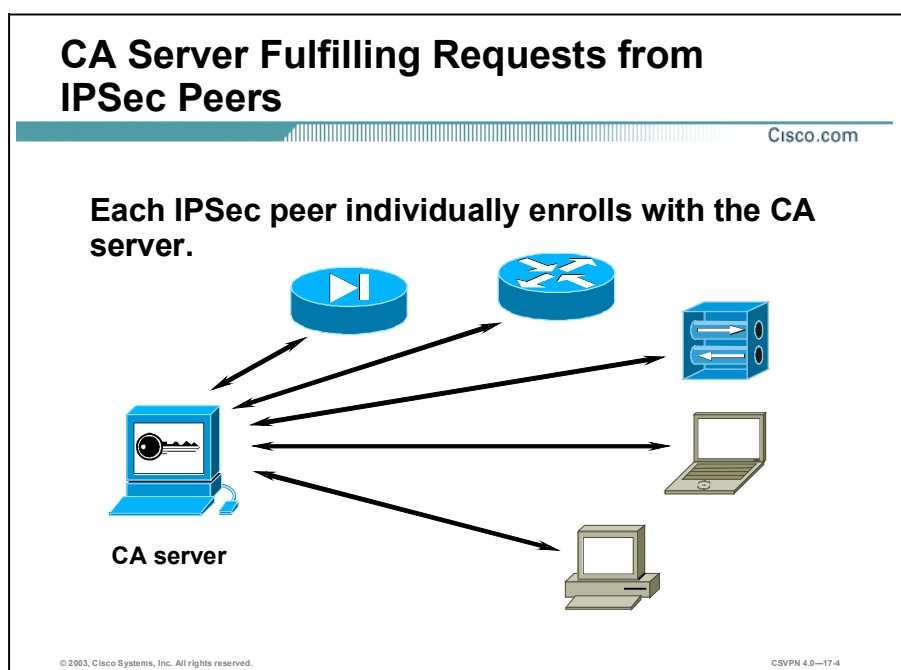 CA Server Fulfilling Requests from
IPSec Peers
Cisco.com
Each IPSec peer individually enrolls with the CA
server.
CA server
© 2003, Cisco Systems, Inc. All rights reserved.
CSVPN 4.0—17-4